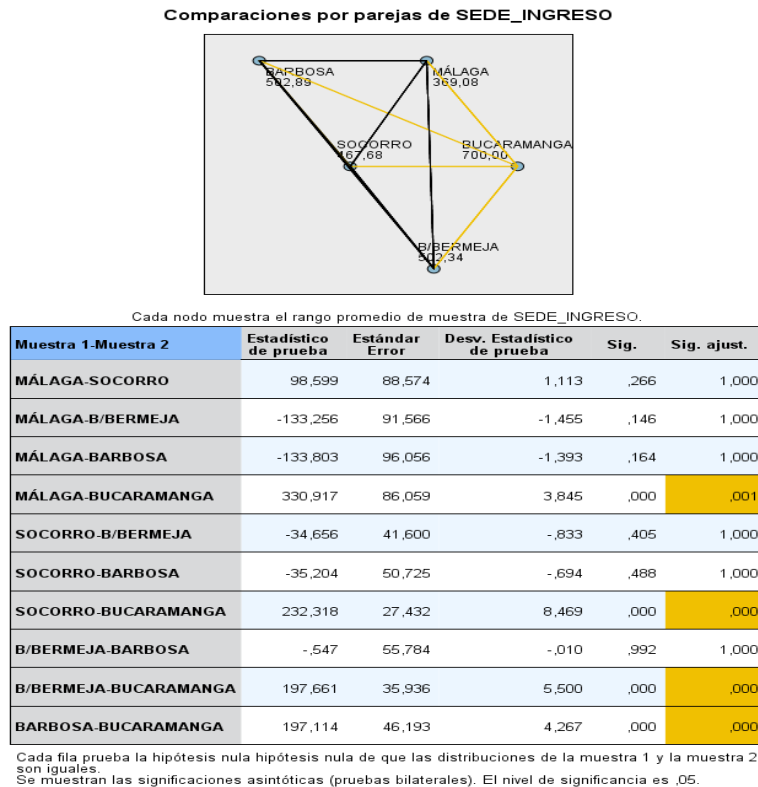 Comparaciones por parejas de SEDE_INGRESO
BARBOSA
502,89
MÁLAGA
369,08
SOCORRO
467,68
BUCARAMANGA
700,00
B/BERMEJA
502,34
Cada nodo muestra el rango promedio de muestra de SEDE_INGRESO.
Muestra 1-Muestra 2 Estadístico de prueba Estándar Error Desv. Estadístico de prueba Sig. Sig. ajust.
MÁLAGA-SOCORRO 98,599 88,574 1,113 ,266 1,000
MÁLAGA-B/BERMEJA -133,256 91,566 -1,455 ,146 1,000
MÁLAGA-BARBOSA -133,803 96,056 -1,393 ,164 1,000
MÁLAGA-BUCARAMANGA 330,917 86,059 3,845 ,000 ,001
SOCORRO-B/BERMEJA -34,656 41,600 -,833 ,405 1,000
SOCORRO-BARBOSA -35,204 50,725 -,694 ,488 1,000
SOCORRO-BUCARAMANGA 232,318 27,432 8,469 ,000 ,000
B/BERMEJA-BARBOSA -,547 55,784 -,010 ,992 1,000
B/BERMEJA-BUCARAMANGA 197,661 35,936 5,500 ,000 ,000
BARBOSA-BUCARAMANGA 197,114 46,193 4,267 ,000 ,000
Cada fila prueba la hipótesis nula hipótesis nula de que las distribuciones de la muestra 1 y la muestra 2
son iguales.
Se muestran las significaciones asintóticas (pruebas bilaterales). El nivel de significancia es ,05.